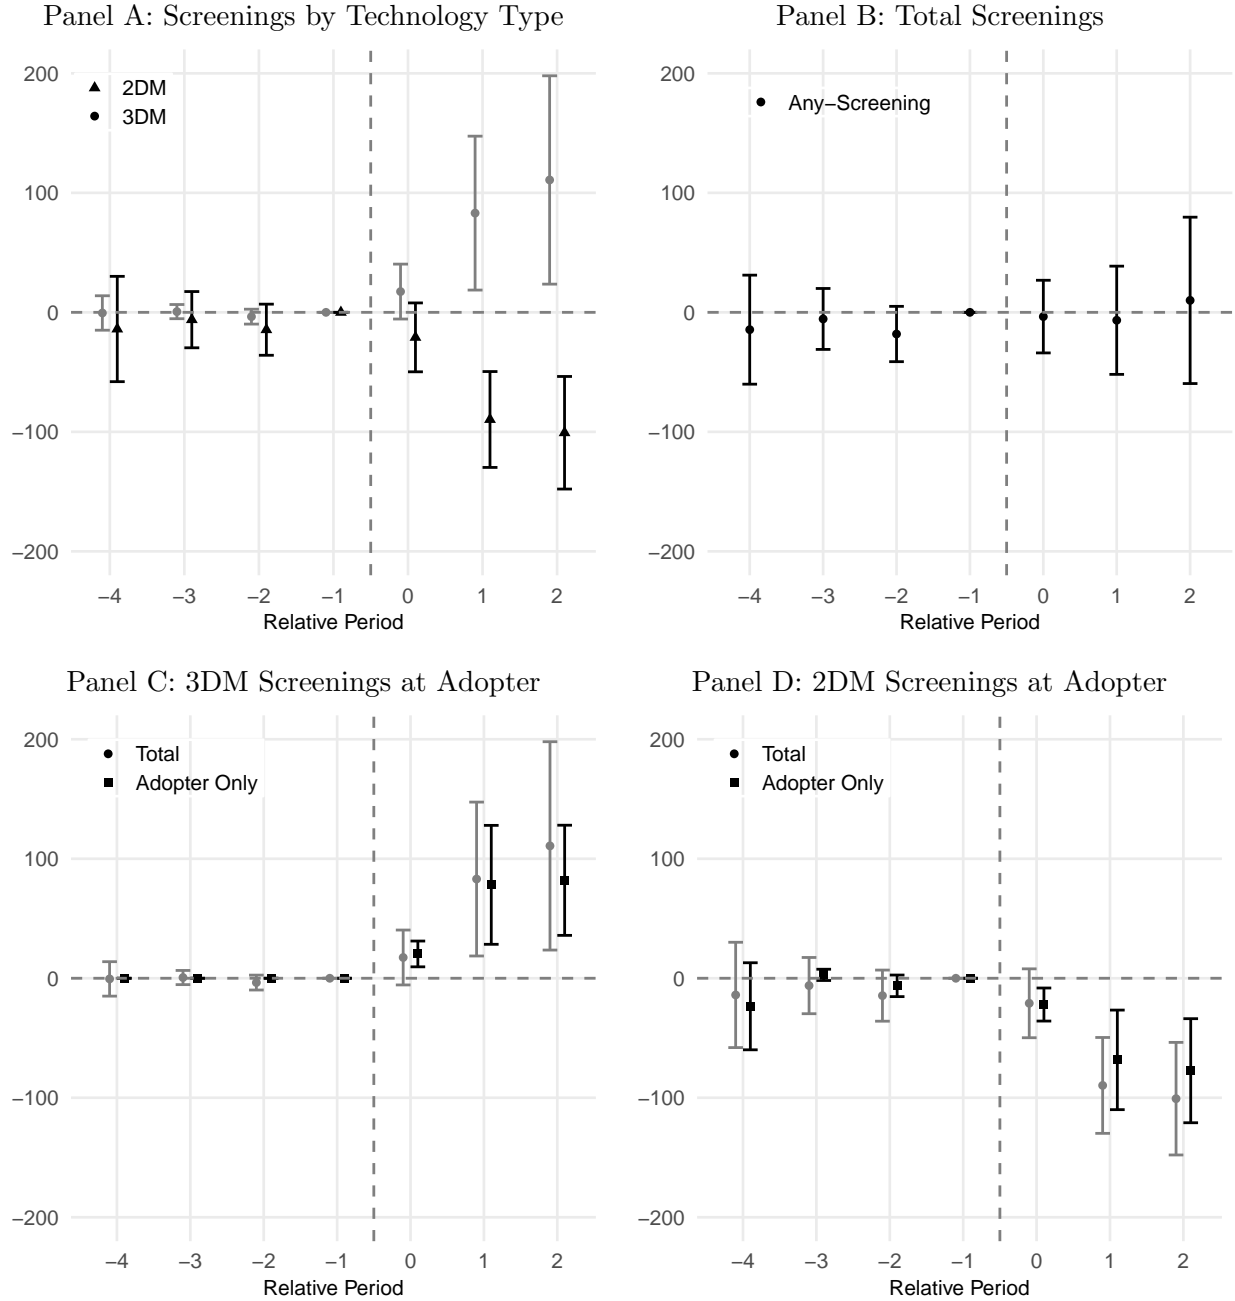 Panel A: Screenings by Technology Type
200
100
0
−100
−200
2DM
3DM
−4 −3 −2 −1 0 1 2
Relative Period
Panel B: Total Screenings
200
100
0
−100
−200
Any−Screening
−4 −3 −2 −1 0 1 2
Relative Period
Panel C: 3DM Screenings at Adopter
200
100
0
−100
−200
Total
Adopter Only
−4 −3 −2 −1 0 1 2
Relative Period
Panel D: 2DM Screenings at Adopter
200
100
0
−100
−200
Total
Adopter Only
−4 −3 −2 −1 0 1 2
Relative Period